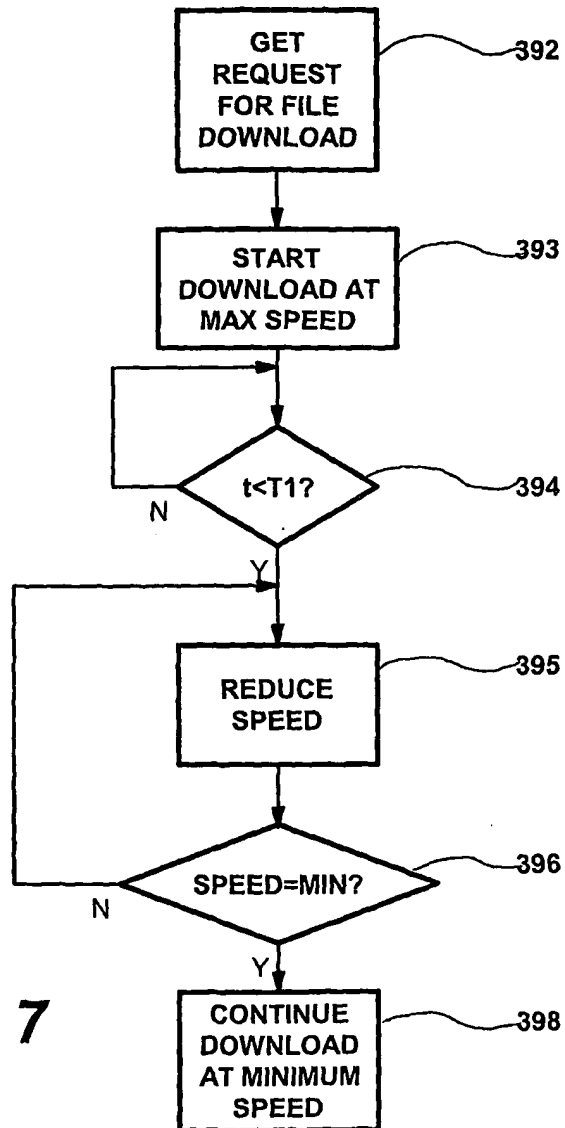 GET
REQUEST
FOR FILE
DOWNLOAD
392
START
DOWNLOAD AT
MAX SPEED
393
t<T1?
394
N
Y
REDUCE
SPEED
395
SPEED=MIN?
396
N
Y
CONTINUE
DOWNLOAD
AT MINIMUM
SPEED
398
7